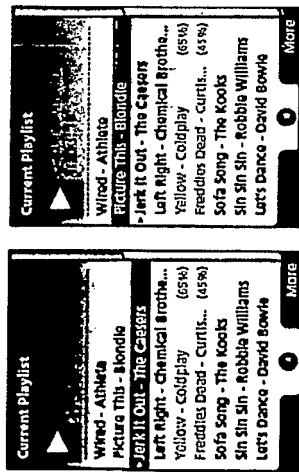 Current Playlist
Wired - Athlete
Picture This - Blondie
Jerk It Out - The Caesers
Left Right - Chemical Brothe...
Yellow - Coldplay (65%)
Freddies Dead - Curtis... (45%)
Sofa Song - The Kooks
Sin Sin Sin - Robbie Williams
Let's Dance - David Bowie
More
Current Playlist
Wired - Athlete
Picture This - Blondie
Jerk It Out - The Caesers
Left Right - Chemical Brothe...
Yellow - Coldplay (65%)
Freddies Dead - Curtis... (45%)
Sofa Song - The Kooks
Sin Sin Sin - Robbie Williams
Let's Dance - David Bowie
More